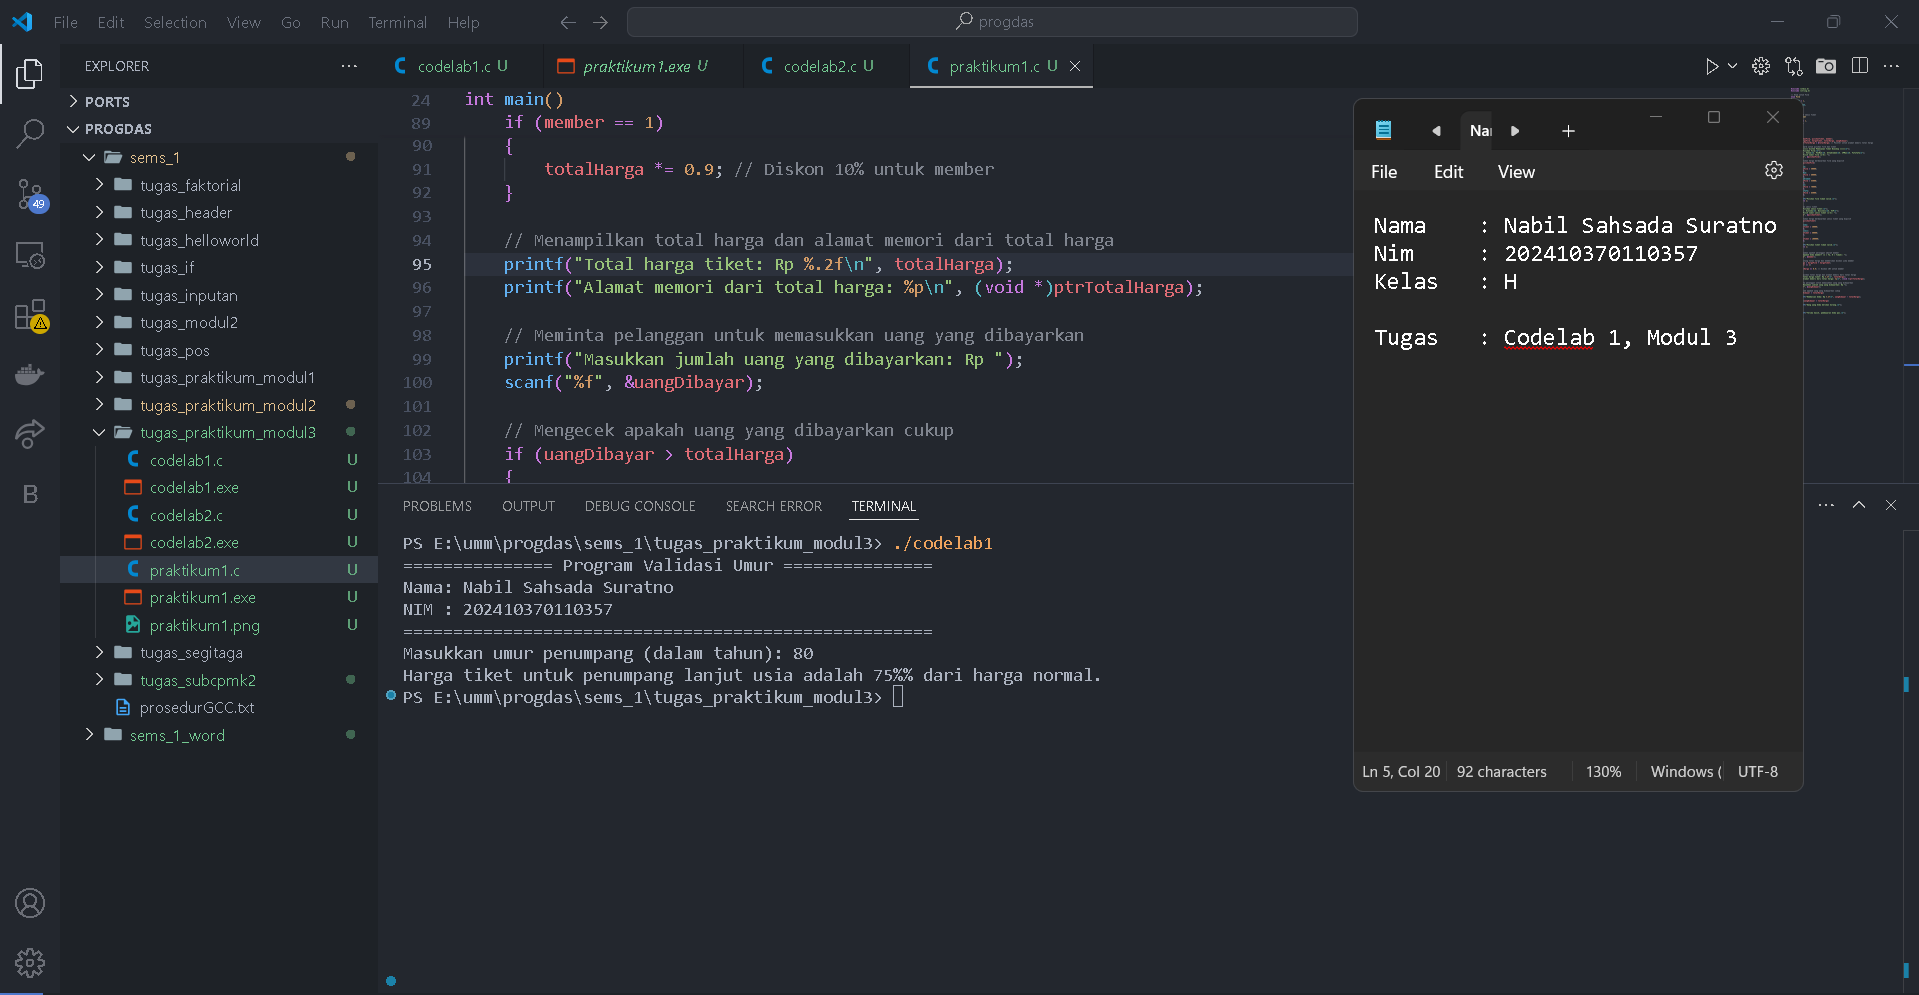 File Edit Selection View Go Run Terminal Help
progdas
EXPLORER
PORTS
PROGDAS
sems_1
tugas_faktorial
tugas_header
tugas_helloworld
tugas_if
tugas_inputan
tugas_modul2
tugas_pos
tugas_praktikum_modul1
tugas_praktikum_modul2
tugas_praktikum_modul3
codelab1.c U
codelab1.exe U
codelab2.c U
codelab2.exe U
praktikum1.c U
praktikum1.exe U
praktikum1.png U
tugas_segitaga
tugas_subcpmk2
prosedurGCC.txt
sems_1_word
49
B
codelab1.c U praktikum1.exe U codelab2.c U praktikum1.c U
24 int main()
89 if (member == 1)
90 {
91 totalHarga *= 0.9; // Diskon 10% untuk member
92 }
93
94 // Menampilkan total harga dan alamat memori dari total harga
95 printf("Total harga tiket: Rp %.2f\n", totalHarga);
96 printf("Alamat memori dari total harga: %p\n", (void *)ptrTotalHarga);
97
98 // Meminta pelanggan untuk memasukkan uang yang dibayarkan
99 printf("Masukkan jumlah uang yang dibayarkan: Rp ");
100 scanf("%f", &uangDibayar);
101
102 // Mengecek apakah uang yang dibayarkan cukup
103 if (uangDibayar > totalHarga)
104 {
PROBLEMS OUTPUT DEBUG CONSOLE SEARCH ERROR TERMINAL
PS E:\umm\progdas\sems_1\tugas_praktikum_modul3> ./codelab1
=============== Program Validasi Umur ===============
Nama: Nabil Sahsada Suratno
NIM : 202410370110357
=====================================================
Masukkan umur penumpang (dalam tahun): 80
Harga tiket untuk penumpang lanjut usia adalah 75%% dari harga normal.
PS E:\umm\progdas\sems_1\tugas_praktikum_modul3>
Nar
File Edit View
Nama : Nabil Sahsada Suratno
Nim : 202410370110357
Kelas : H
Tugas : Codelab 1, Modul 3
Ln 5, Col 20 92 characters 130% Windows ( UTF-8